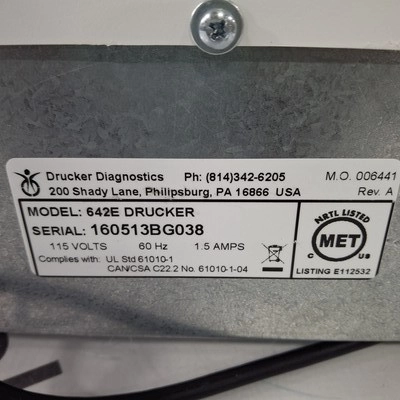 Drucker Diagnostics Ph: (814)342-6205 M.O. 006441
200 Shady Lane, Philipsburg, PA 16866 USA Rev. A
MODEL: 642E DRUCKER
SERIAL: 160513BG038
115 VOLTS 60 Hz 1.5 AMPS
Complies with: UL Std 61010-1
CAN/CSA C22.2 No. 61010-1-04
NRTL LISTED
MET
C US
LISTING E112532